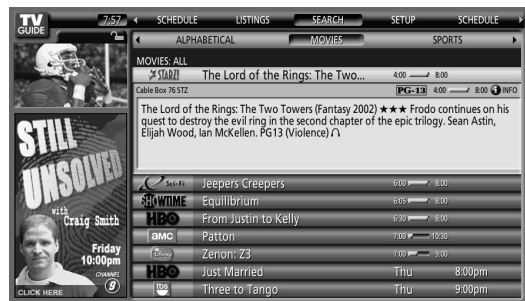 TV GUIDE
7:57
SCHEDULE LISTINGS SEARCH SETUP SCHEDULE
ALPHABETICAL MOVIES SPORTS
MOVIES: ALL
STARZ! The Lord of the Rings: The Two... 4:00 8:00
Cable Box 76 STZ PG-13 4:00 8:00 i INFO
The Lord of the Rings: The Two Towers (Fantasy 2002) ★★★ Frodo continues on his
quest to destroy the evil ring in the second chapter of the epic trilogy. Sean Astin,
Elijah Wood, Ian McKellen. PG13 (Violence)
Sci-Fi Jeepers Creepers 6:00 8:00
SHOWTIME Equilibrium 6:05 8:00
HBO From Justin to Kelly 6:30 8:00
amc Patton 7:00 10:30
Disney Zenon: Z3 7:00 9:00
HBO Just Married Thu 8:00pm
tbs Three to Tango Thu 9:00pm
STILL
UNSOLVED
with
Craig Smith
Friday
10:00pm
CHANNEL
9
CLICK HERE